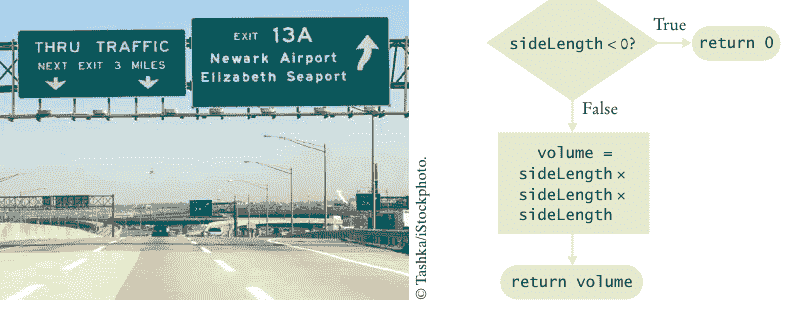 THRU TRAFFIC
NEXT EXIT 3 MILES
EXIT 13A
Newark Airport
Elizabeth Seaport
© Tashka/iStockphoto.
sideLength < 0?
True
return 0
False
volume =
sideLength ×
sideLength ×
sideLength
return volume